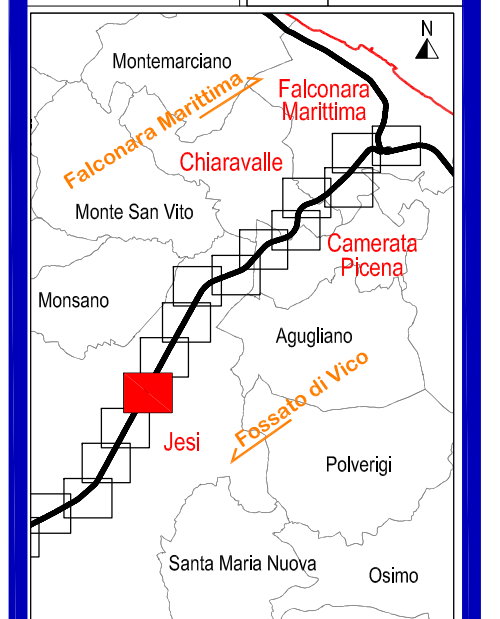 N
Montemarciano
Falconara Marittima
Falconara
Marittima
Chiaravalle
Monte San Vito
Camerata
Picena
Monsano
Agugliano
Fossato di Vico
Jesi
Polverigi
Santa Maria Nuova
Osimo